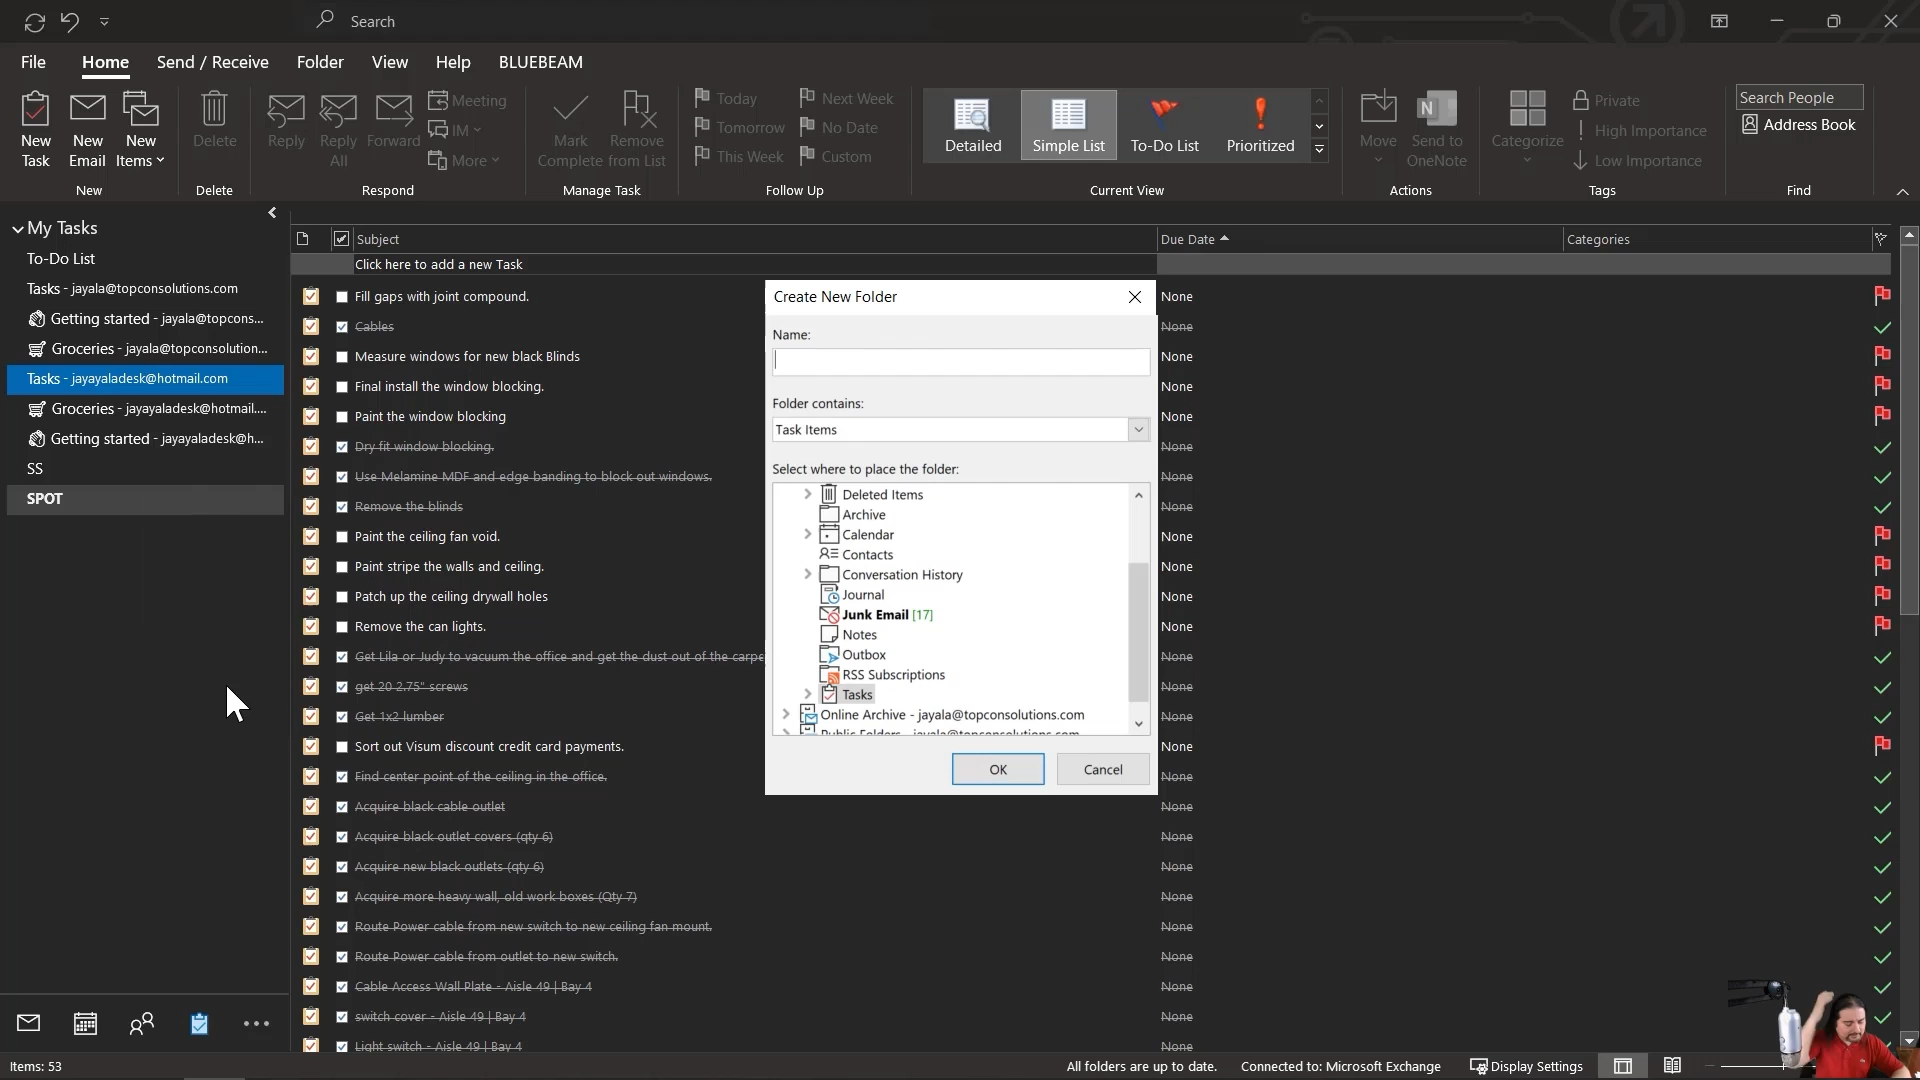 Search
File Home Send / Receive Folder View Help BLUEBEAM
New Task
New Email
New Items
New
Delete
Delete
Reply
Reply All
Forward
Meeting
IM
More
Respond
Mark Complete
Remove from List
Manage Task
Today
Tomorrow
This Week
Next Week
No Date
Custom
Follow Up
Detailed
Simple List
To-Do List
Prioritized
Current View
Move
Send to OneNote
Actions
Categorize
Private
High Importance
Low Importance
Tags
Search People
Address Book
Find
My Tasks
To-Do List
Tasks - jayala@topconsolutions.com
Getting started - jayala@topcons...
Groceries - jayala@topconsolution...
Tasks - jayayaladesk@hotmail.com
Groceries - jayayaladesk@hotmail....
Getting started - jayayaladesk@h...
SS
SPOT
Subject Due Date Categories
Click here to add a new Task
Fill gaps with joint compound. None
Cables None
Measure windows for new black Blinds None
Final install the window blocking. None
Paint the window blocking None
Dry fit window blocking. None
Use Melamine MDF and edge banding to block out windows. None
Remove the blinds None
Paint the ceiling fan void. None
Paint stripe the walls and ceiling. None
Patch up the ceiling drywall holes None
Remove the can lights. None
Get Lila or Judy to vacuum the office and get the dust out of the carpe None
get 20 2.75" screws None
Get 1x2 lumber None
Sort out Visum discount credit card payments. None
Find center point of the ceiling in the office. None
Acquire black cable outlet None
Acquire black outlet covers (qty 6) None
Acquire new black outlets (qty 6) None
Acquire more heavy wall, old work boxes (Qty 7) None
Route Power cable from new switch to new ceiling fan mount. None
Route Power cable from outlet to new switch. None
Cable Access Wall Plate - Aisle 49 | Bay 4 None
switch cover - Aisle 49 | Bay 4 None
Light switch - Aisle 49 | Bay 4 None
Create New Folder
Name:
Folder contains:
Task Items
Select where to place the folder:
Deleted Items
Archive
Calendar
Contacts
Conversation History
Journal
Junk Email [17]
Notes
Outbox
RSS Subscriptions
Tasks
Online Archive - jayala@topconsolutions.com
Public Folders - jayala@topconsolutions.com
OK Cancel
Items: 53 All folders are up to date. Connected to: Microsoft Exchange Display Settings